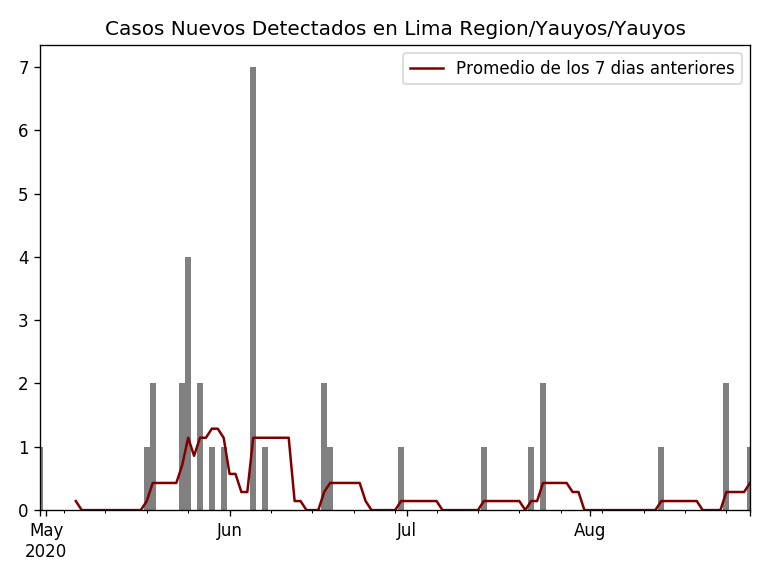 Casos Nuevos Detectados en Lima Region/Yauyos/Yauyos
Promedio de los 7 dias anteriores
7
6
5
4
3
2
1
0
May
2020
Jun
Jul
Aug